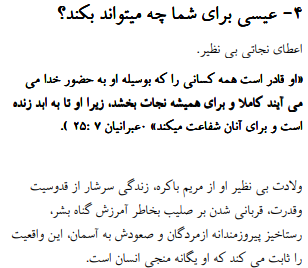 ۴- عیسی برای شما چه میتواند بکند؟
اعطای نجاتی بی نظیر.
«او قادر است همه کسانی را که بوسیله او به حضور خدا می
می آیند کاملا و برای همیشه نجات بخشد، زیرا او تا به ابد زنده
است و برای آنان شفاعت میکند» ۰عبرانیان ۷ :۲۵ ).
ولادت بی نظیر او از مریم باکره، زندگی سرشار از قدوسیت
وقدرت، قربانی شدن بر صلیب بخاطر آمرزش گناه بشر،
رستاخیز پیروزمندانه ازمردگان و صعودش به آسمان، این واقعیت
را ثابت می کند که او یگانه منجی انسان است.